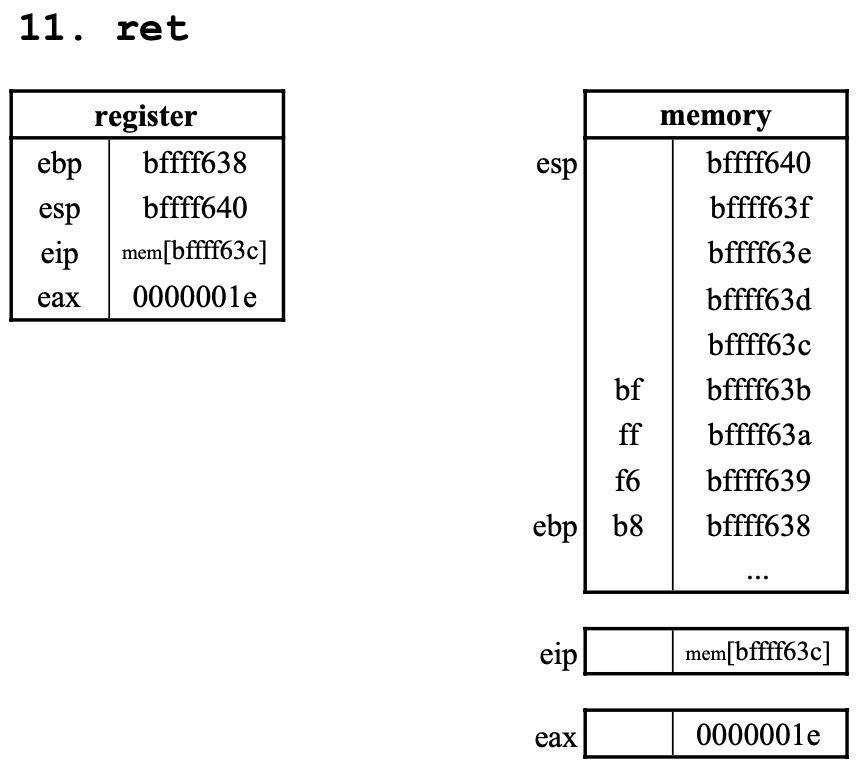 11. ret
register
ebp bffff638
esp bffff640
eip mem[bffff63c]
eax 0000001e
memory
esp bffff640
bffff63f
bffff63e
bffff63d
bffff63c
bf bffff63b
ff bffff63a
f6 bffff639
ebp b8 bffff638
...
eip mem[bffff63c]
eax 0000001e